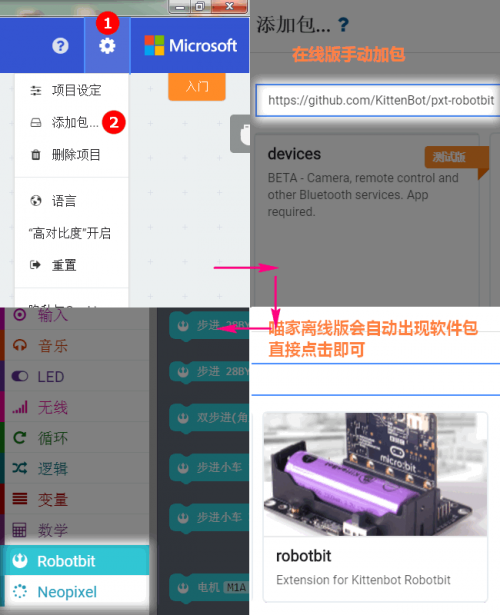 1
?
Microsoft
入门
项目设定
添加包...
2
删除项目
语言
“高对比度”开启
重置
添加包... ?
在线版手动加包
https://github.com/KittenBot/pxt-robotbit
devices
测试版
BETA - Camera, remote control and
other Bluetooth services. App
required.
输入
音乐
LED
无线
循环
逻辑
变量
数学
Robotbit
Neopixel
步进 28BY
步进 28BY
双步进(角
步进小车
步进小车
电机 M1A
喵家离线版会自动出现软件包
直接点击即可
micro:bit
robotbit
Extension for Kittenbot Robotbit